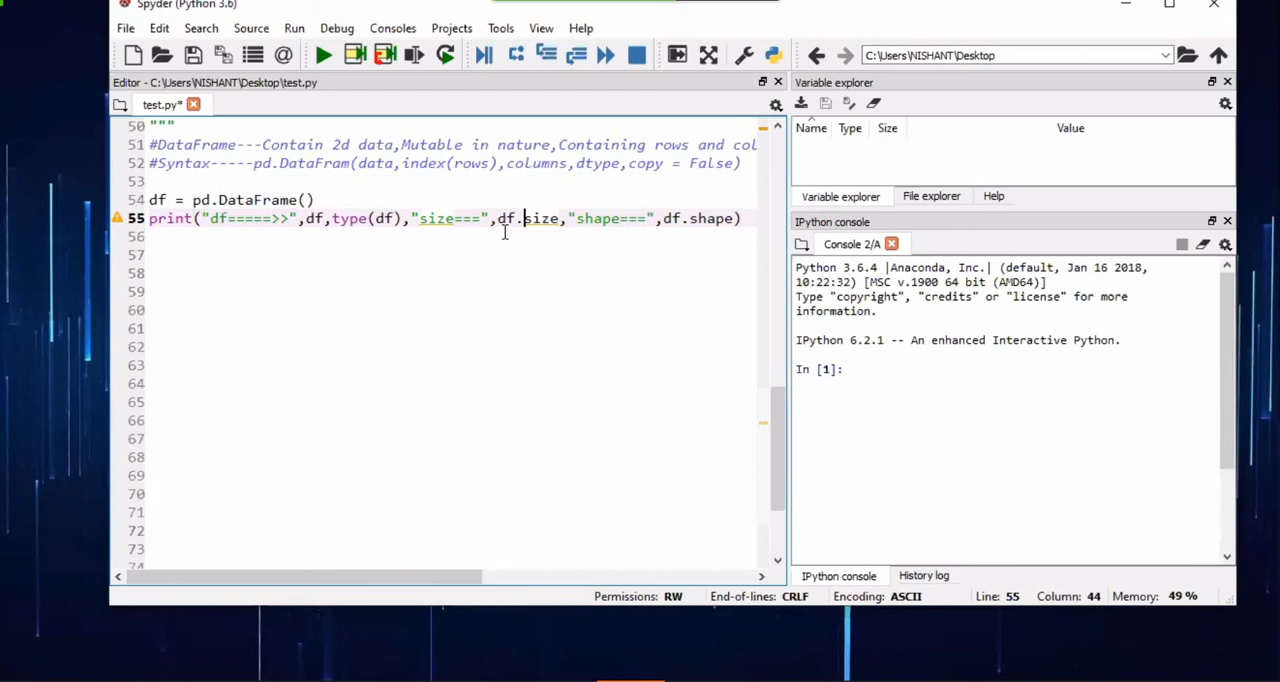 Spyder (Python 3.6)
File Edit Search Source Run Debug Consoles Projects Tools View Help
C:\Users\NISHANT\Desktop
Editor - C:\Users\NISHANT\Desktop\test.py
test.py*
50 """
51 #DataFrame---Contain 2d data,Mutable in nature,Containing rows and col
52 #Syntax-----pd.DataFram(data,index(rows),columns,dtype,copy = False)
53
54 df = pd.DataFrame()
55 print("df=====>>",df,type(df),"size===",df.size,"shape===",df.shape)
56
57
58
59
60
61
62
63
64
65
66
67
68
69
70
71
72
73
74
Variable explorer
Name Type Size Value
Variable explorer File explorer Help
IPython console
Console 2/A
Python 3.6.4 |Anaconda, Inc.| (default, Jan 16 2018,
10:22:32) [MSC v.1900 64 bit (AMD64)]
Type "copyright", "credits" or "license" for more
information.
IPython 6.2.1 -- An enhanced Interactive Python.
In [1]:
IPython console History log
Permissions: RW End-of-lines: CRLF Encoding: ASCII Line: 55 Column: 44 Memory: 49 %